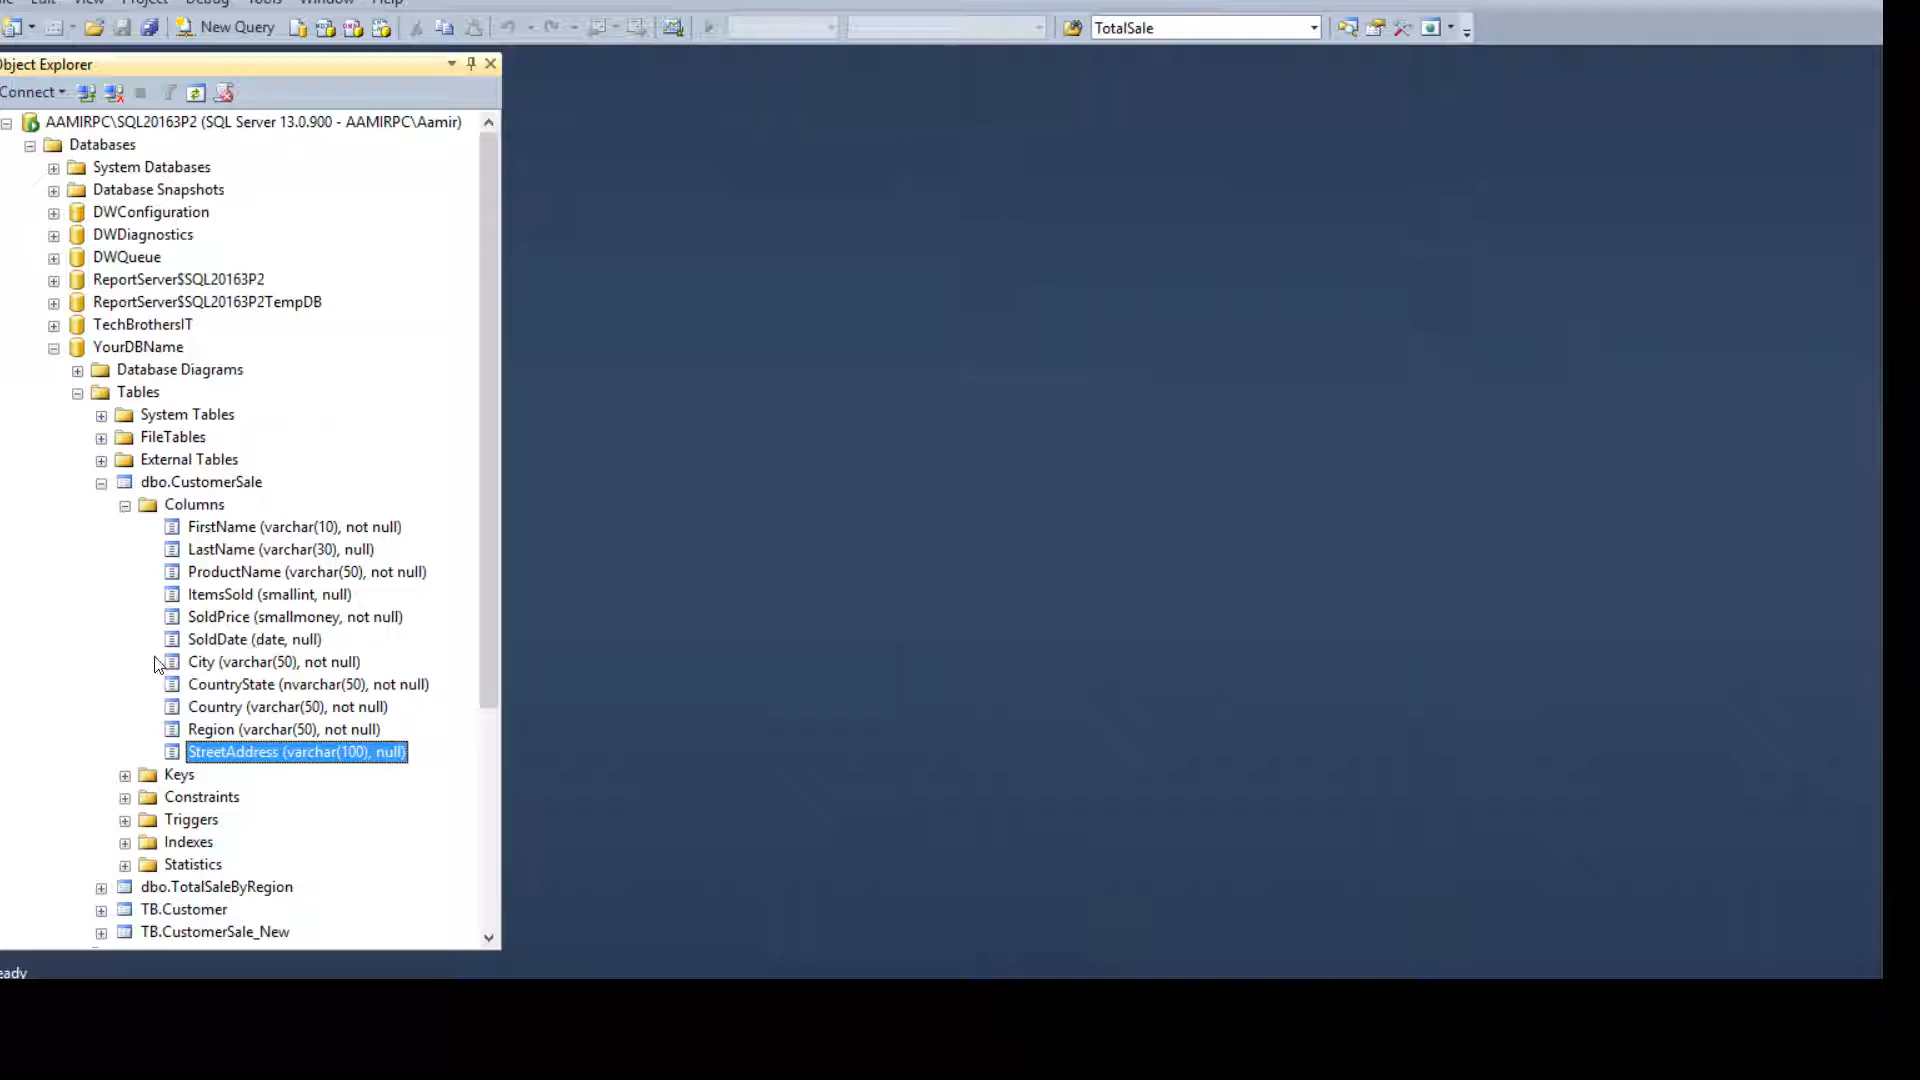 New Query
TotalSale
Object Explorer
Connect
AAMIRPC\SQL20163P2 (SQL Server 13.0.900 - AAMIRPC\Aamir)
Databases
System Databases
Database Snapshots
DWConfiguration
DWDiagnostics
DWQueue
ReportServer$SQL20163P2
ReportServer$SQL20163P2TempDB
TechBrothersIT
YourDBName
Database Diagrams
Tables
System Tables
FileTables
External Tables
dbo.CustomerSale
Columns
FirstName (varchar(10), not null)
LastName (varchar(30), null)
ProductName (varchar(50), not null)
ItemsSold (smallint, null)
SoldPrice (smallmoney, not null)
SoldDate (date, null)
City (varchar(50), not null)
CountryState (nvarchar(50), not null)
Country (varchar(50), not null)
Region (varchar(50), not null)
StreetAddress (varchar(100), null)
Keys
Constraints
Triggers
Indexes
Statistics
dbo.TotalSaleByRegion
TB.Customer
TB.CustomerSale_New
eady